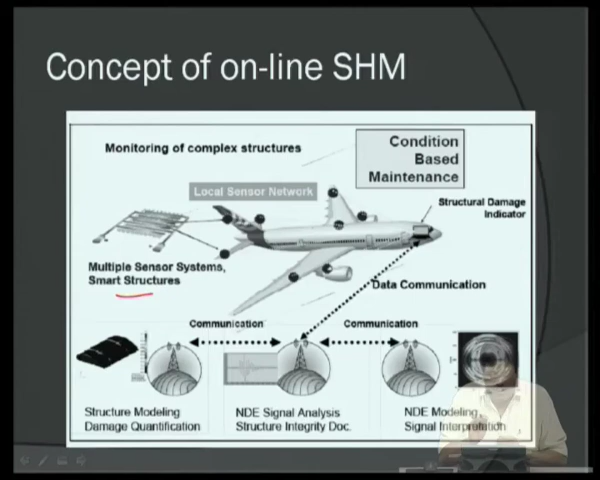 Concept of on-line SHM
Monitoring of complex structures
Condition
Based
Maintenance
Local Sensor Network
Structural Damage
Indicator
Multiple Sensor Systems,
Smart Structures
Data Communication
Communication
Communication
Structure Modeling
Damage Quantification
NDE Signal Analysis
Structure Integrity Doc.
NDE Modeling,
Signal Interpretation